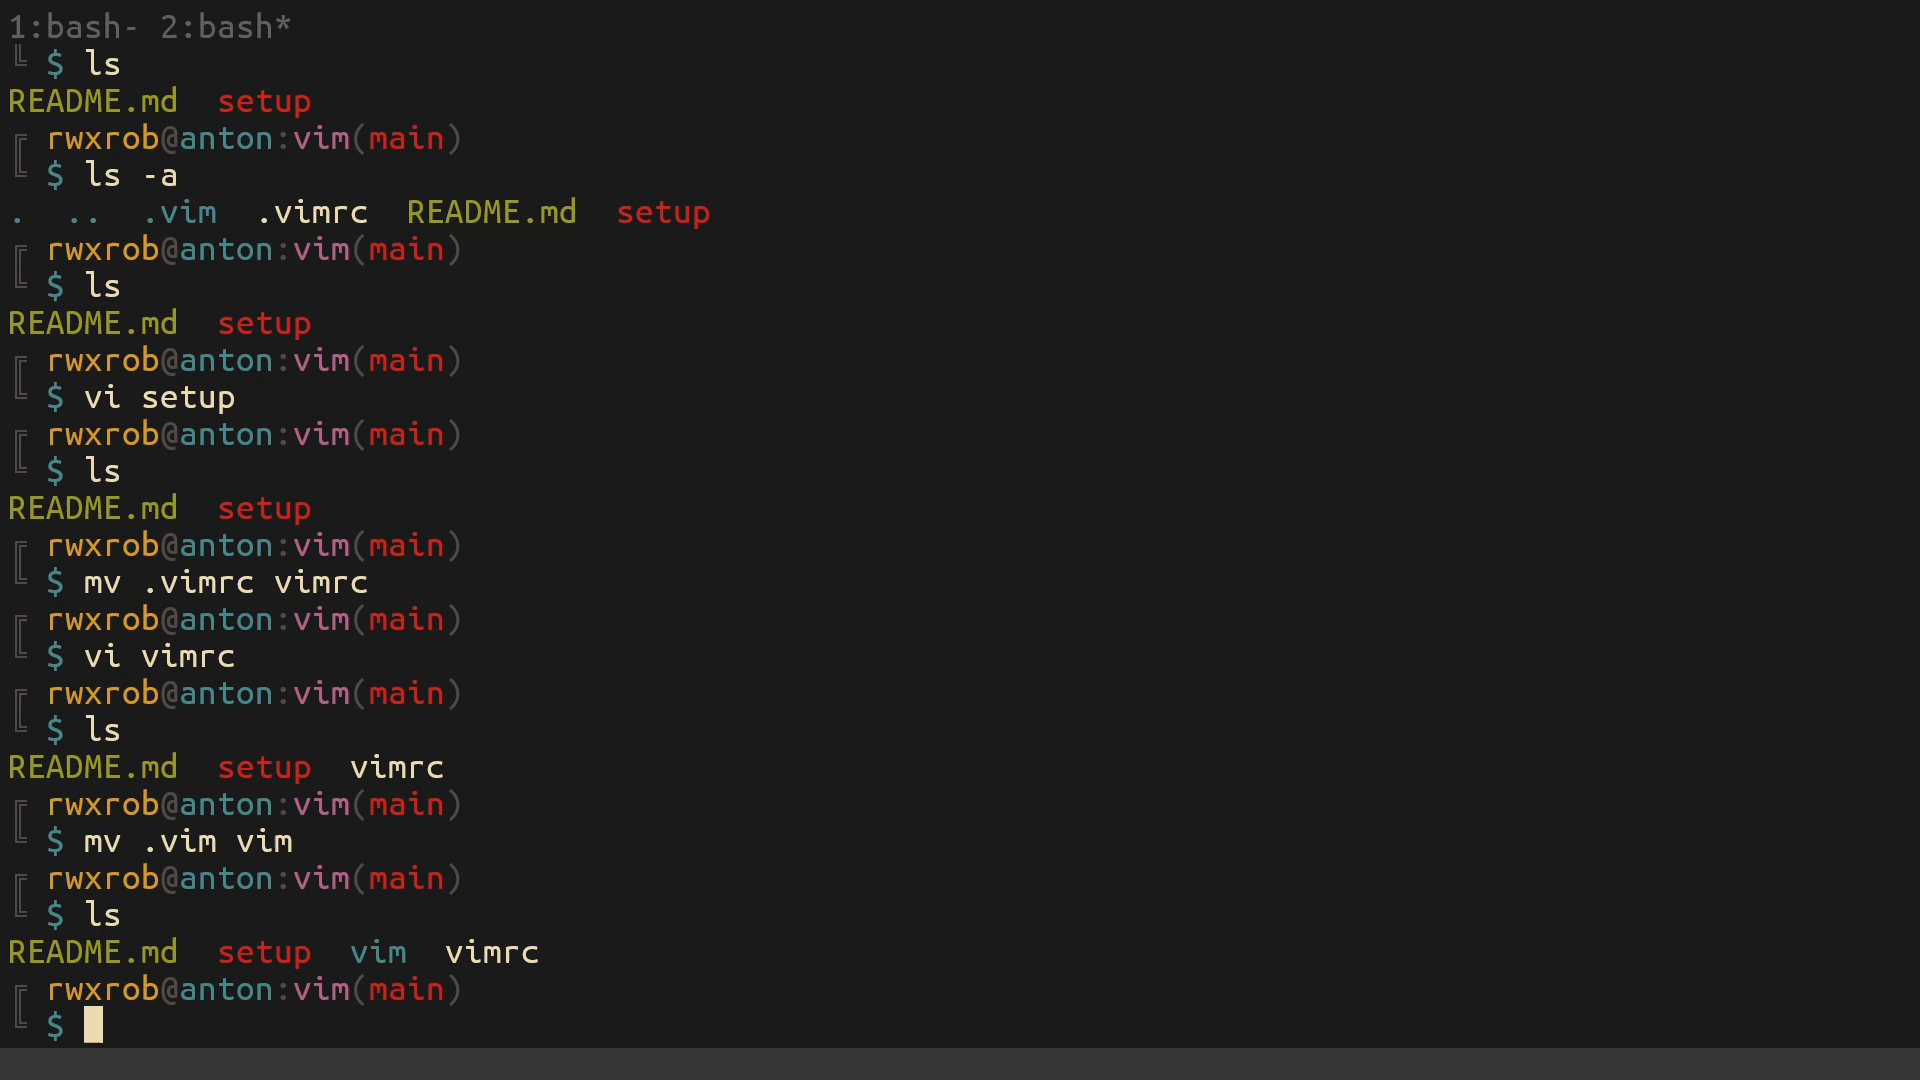 1:bash- 2:bash*
╚ $ ls
README.md  setup
╔ rwxrob@anton:vim(main)
╚ $ ls -a
.  ..  .vim  .vimrc  README.md  setup
╔ rwxrob@anton:vim(main)
╚ $ ls
README.md  setup
╔ rwxrob@anton:vim(main)
╚ $ vi setup
╔ rwxrob@anton:vim(main)
╚ $ ls
README.md  setup
╔ rwxrob@anton:vim(main)
╚ $ mv .vimrc vimrc
╔ rwxrob@anton:vim(main)
╚ $ vi vimrc
╔ rwxrob@anton:vim(main)
╚ $ ls
README.md  setup  vimrc
╔ rwxrob@anton:vim(main)
╚ $ mv .vim vim
╔ rwxrob@anton:vim(main)
╚ $ ls
README.md  setup  vim  vimrc
╔ rwxrob@anton:vim(main)
╚ $